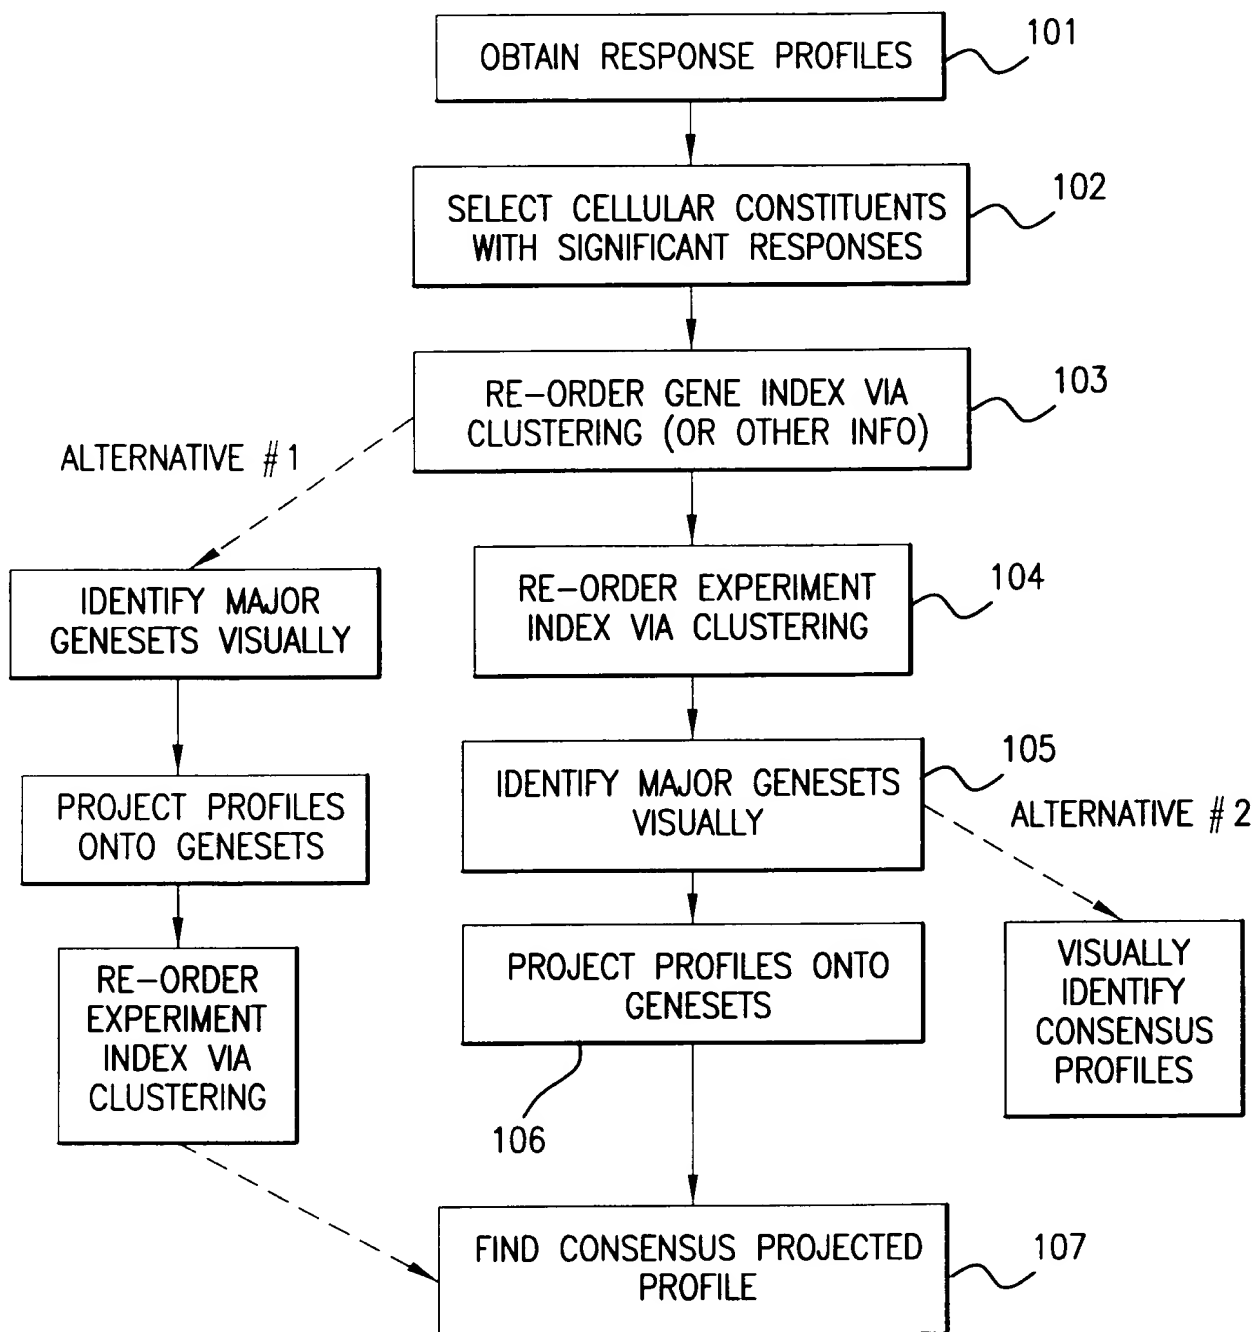 OBTAIN RESPONSE PROFILES
101
SELECT CELLULAR CONSTITUENTS
WITH SIGNIFICANT RESPONSES
102
RE-ORDER GENE INDEX VIA
CLUSTERING (OR OTHER INFO)
103
ALTERNATIVE #1
IDENTIFY MAJOR
GENESETS VISUALLY
PROJECT PROFILES
ONTO GENESETS
RE-ORDER
EXPERIMENT
INDEX VIA
CLUSTERING
RE-ORDER EXPERIMENT
INDEX VIA CLUSTERING
104
IDENTIFY MAJOR GENESETS
VISUALLY
105
ALTERNATIVE #2
VISUALLY
IDENTIFY
CONSENSUS
PROFILES
PROJECT PROFILES ONTO
GENESETS
106
FIND CONSENSUS PROJECTED
PROFILE
107